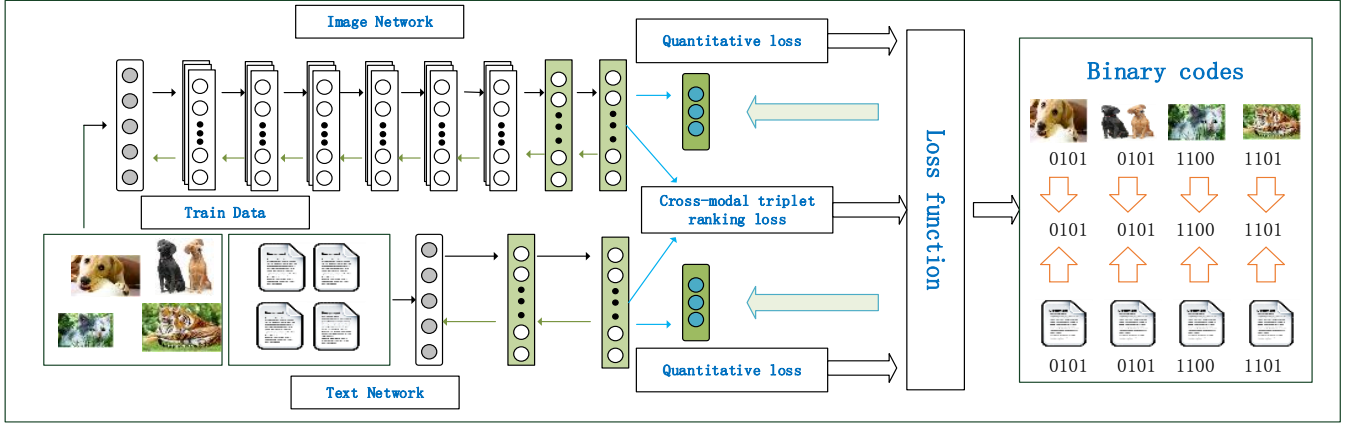 Image Network
Quantitative loss
Binary codes
0101 0101 1100 1101
Train Data
Cross-modal triplet
ranking loss
Loss function
0101 0101 1100 1101
Quantitative loss
Text Network
0101 0101 1100 1101